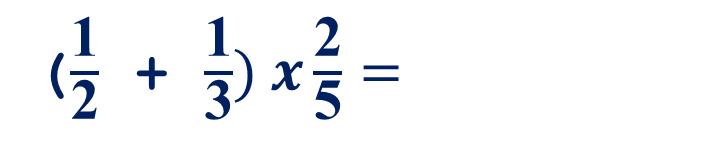 (1/2 + 1/3) x 2/5 =